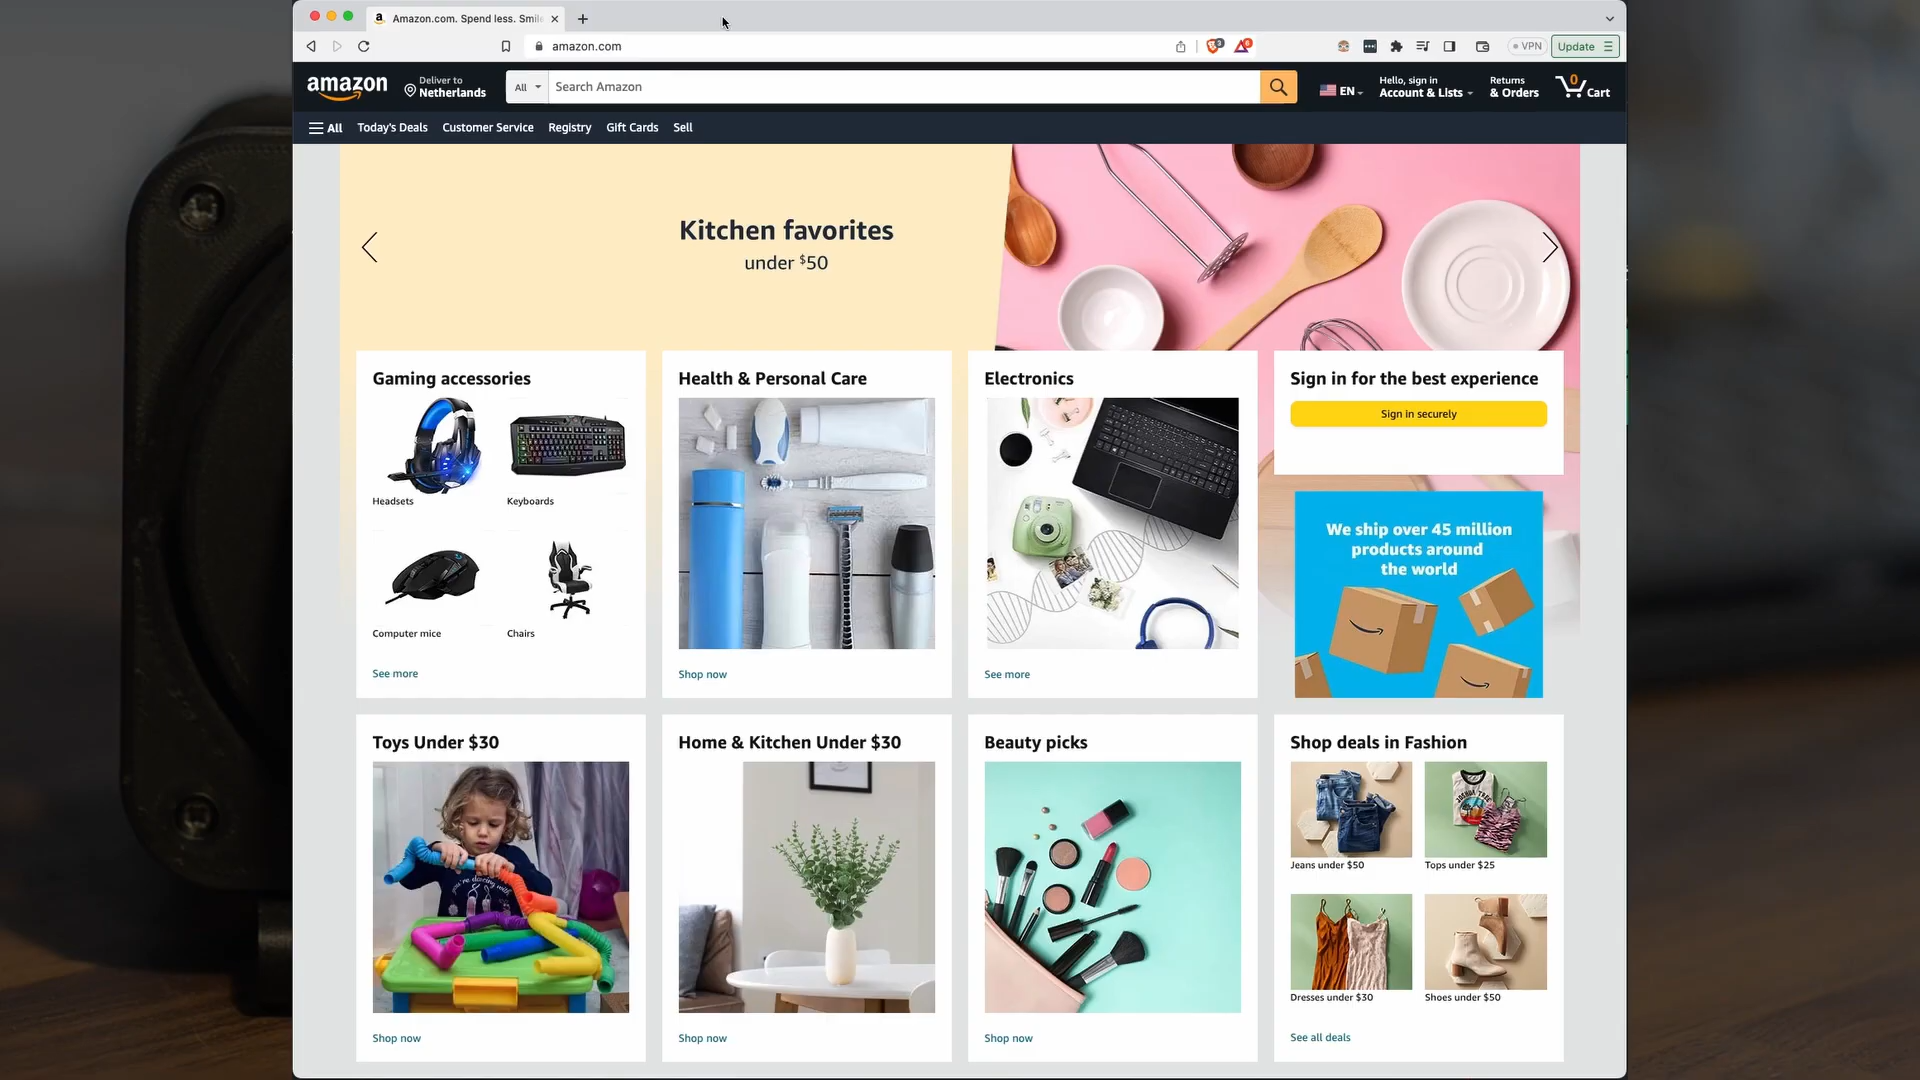 Amazon.com. Spend less. Smile
amazon.com
VPN
Update
amazon
Deliver to
Netherlands
All
Search Amazon
EN
Hello, sign in
Account & Lists
Returns
& Orders
0
Cart
All
Today's Deals
Customer Service
Registry
Gift Cards
Sell
Kitchen favorites
under $50
Gaming accessories
Headsets
Keyboards
Computer mice
Chairs
See more
Health & Personal Care
Shop now
Electronics
See more
Sign in for the best experience
Sign in securely
We ship over 45 million
products around
the world
Toys Under $30
Shop now
Home & Kitchen Under $30
Shop now
Beauty picks
Shop now
Shop deals in Fashion
Jeans under $50
JOSHUA TREE
Tops under $25
Dresses under $30
Shoes under $50
See all deals